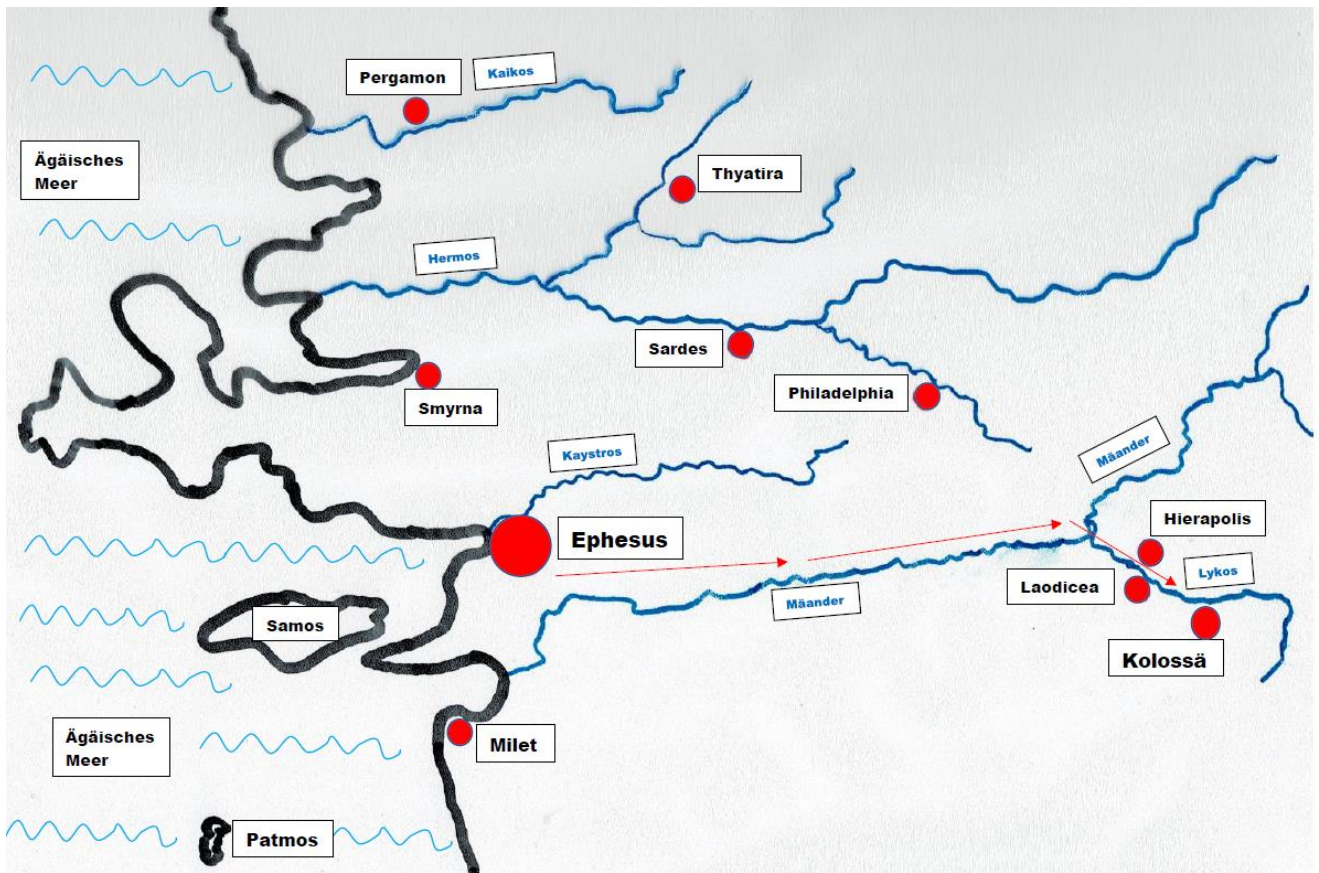 Pergamon
Kaikos
Ägäisches
Meer
Thyatira
Hermos
Sardes
Philadelphia
Smyrna
Kaystros
Mäander
Ephesus
Hierapolis
Lykos
Laodicea
Mäander
Samos
Kolossä
Ägäisches
Meer
Milet
Patmos